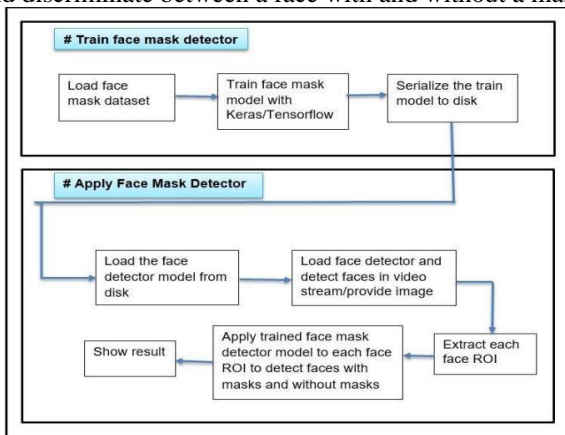 discriminate between a face with and without a
# Train face mask detector
Load face
mask dataset
Train face mask
model with
Keras/Tensorflow
Serialize the train
model to disk
# Apply Face Mask Detector
Load the face
detector model from
disk
Load face detector and
detect faces in video
stream/provide image
Extract each
face ROI
Apply trained face mask
detector model to each face
ROI to detect faces with
masks and without masks
Show result